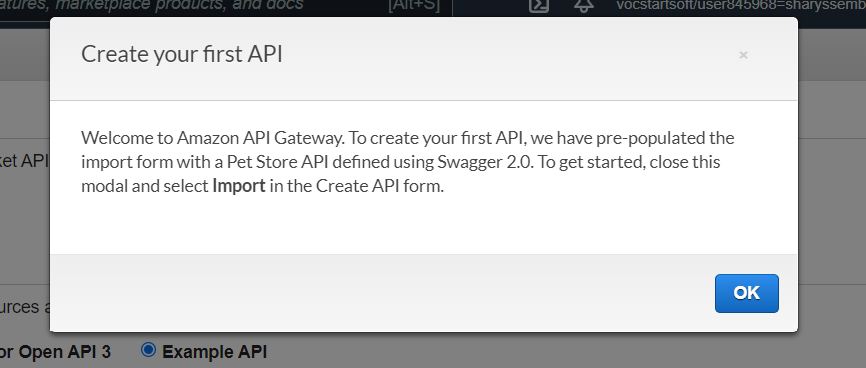 atures, marketplace products, and docs [Alt+S] vocstartsoft/user845968=sharyssemb
Create your first API ×
Welcome to Amazon API Gateway. To create your first API, we have pre-populated the
import form with a Pet Store API defined using Swagger 2.0. To get started, close this
modal and select Import in the Create API form.
ket API
OK
urces a
or Open API 3 Example API